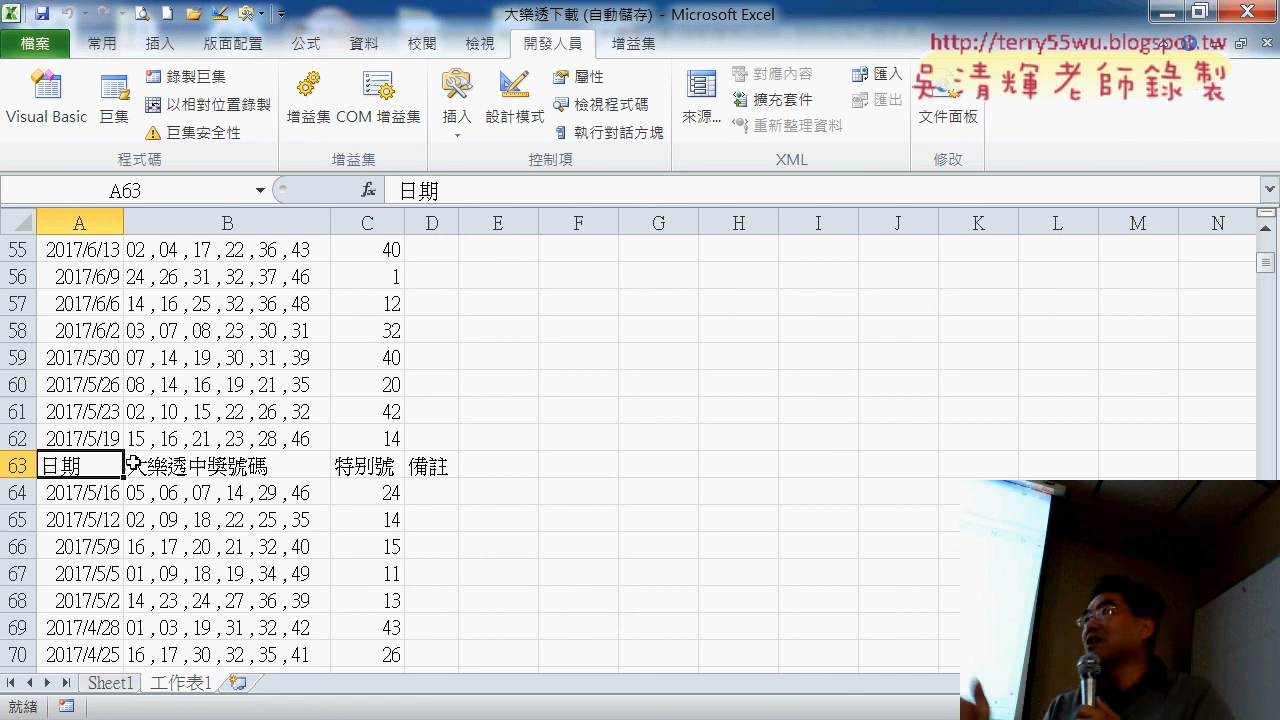 大樂透下載 (自動儲存) - Microsoft Excel
檔案 常用 插入 版面配置 公式 資料 校閱 檢視 開發人員 增益集
http://terry55wu.blogspot.tw
吳清輝老師錄製
Visual Basic 巨集 錄製巨集 以相對位置錄製 巨集安全性 程式碼
增益集 COM 增益集 增益集
插入 設計模式 屬性 檢視程式碼 執行對話方塊 控制項
來源... 對應內容 擴充套件 重新整理資料 匯入 匯出 XML
文件面板 修改
A63 fx 日期
A B C D E F G H I J K L M N
55 2017/6/13 02 , 04 , 17 , 22 , 36 , 43 40
56 2017/6/9 24 , 26 , 31 , 32 , 37 , 46 1
57 2017/6/6 14 , 16 , 25 , 32 , 36 , 48 12
58 2017/6/2 03 , 07 , 08 , 23 , 30 , 31 32
59 2017/5/30 07 , 14 , 19 , 30 , 31 , 39 40
60 2017/5/26 08 , 14 , 16 , 19 , 21 , 35 20
61 2017/5/23 02 , 10 , 15 , 22 , 26 , 32 42
62 2017/5/19 15 , 16 , 21 , 23 , 28 , 46 14
63 日期 大樂透中獎號碼 特別號 備註
64 2017/5/16 05 , 06 , 07 , 14 , 29 , 46 24
65 2017/5/12 02 , 09 , 18 , 22 , 25 , 35 14
66 2017/5/9 16 , 17 , 20 , 21 , 32 , 40 15
67 2017/5/5 01 , 09 , 18 , 19 , 34 , 49 11
68 2017/5/2 14 , 23 , 24 , 27 , 36 , 39 13
69 2017/4/28 01 , 03 , 19 , 31 , 32 , 42 43
70 2017/4/25 16 , 17 , 30 , 32 , 35 , 41 26
Sheet1 工作表1
就緒